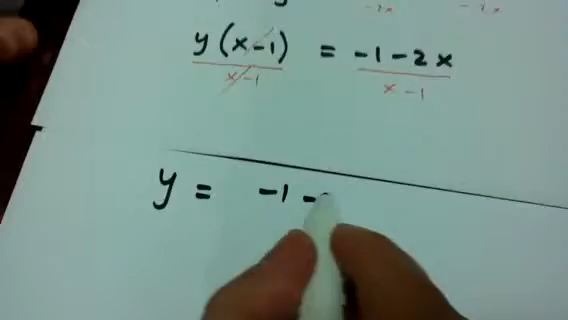 y (x-1) = -1-2x
x-1 x-1
y = -1 -